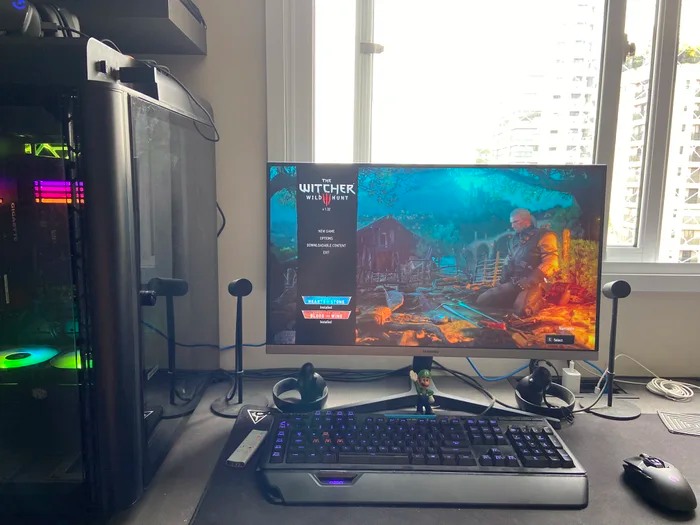 THE
WITCHER
WILD HUNT
NEW GAME
OPTIONS
DOWNLOADABLE CONTENT
EXIT
HEARTS OF STONE
Installed
BLOOD AND WINE
Installed
Select